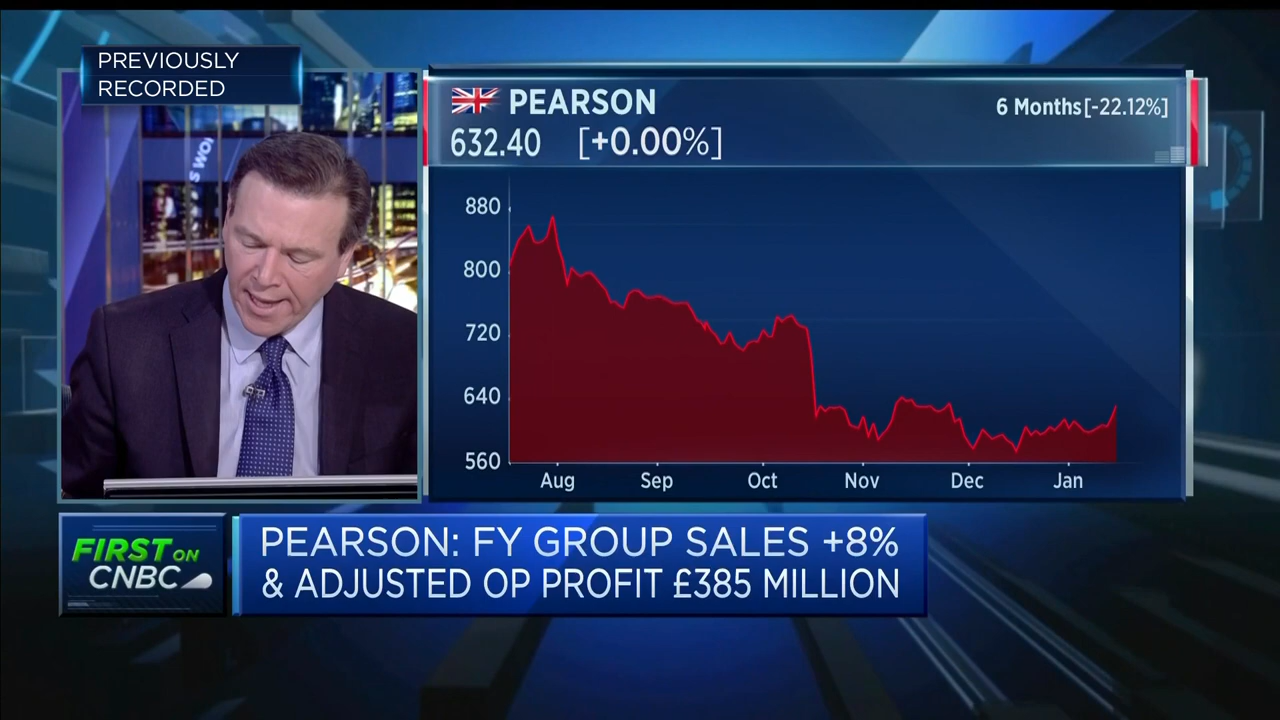 PREVIOUSLY
RECORDED
S WO
PEARSON
6 Months[-22.12%]
632.40 [+0.00%]
880
800
720
640
560
Aug Sep Oct Nov Dec Jan
FIRST ON
CNBC
PEARSON: FY GROUP SALES +8%
& ADJUSTED OP PROFIT £385 MILLION